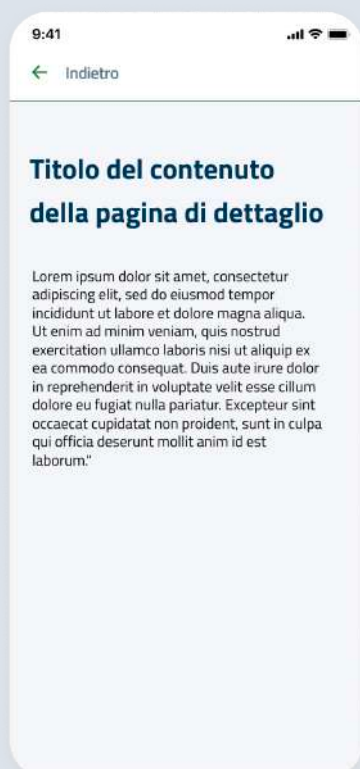 9:41
Indietro
Titolo del contenuto
della pagina di dettaglio
Lorem ipsum dolor sit amet, consectetur
adipiscing elit, sed do eiusmod tempor
incididunt ut labore et dolore magna aliqua.
Ut enim ad minim veniam, quis nostrud
exercitation ullamco laboris nisi ut aliquip ex
ea commodo consequat. Duis aute irure dolor
in reprehenderit in voluptate velit esse cillum
dolore eu fugiat nulla pariatur. Excepteur sint
occaecat cupidatat non proident, sunt in culpa
qui officia deserunt mollit anim id est
laborum."